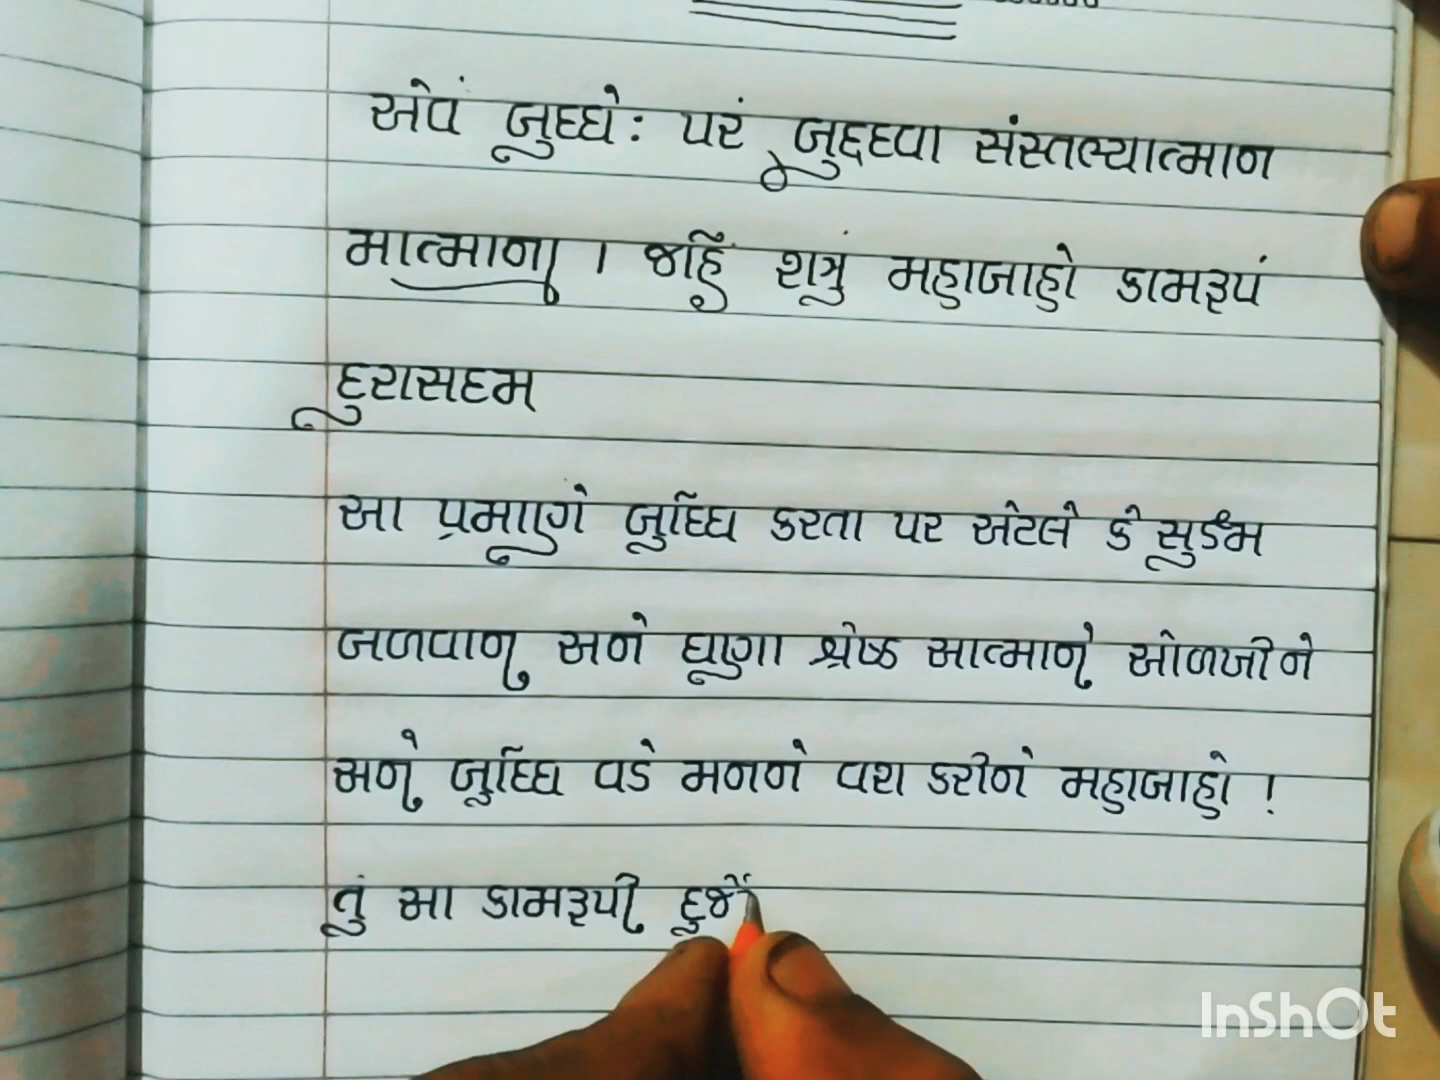 એવં બુધ્ધે: પરં બુદ્દધ્વા સંસ્તભ્યાત્માન
માત્માના । જહિં શત્રું મહાબાહો કામરૂપં
દુરાસદમ્
આ પ્રમાણે બુધ્ધિ કરતા પર એટલે કે સુક્ષ્મ
બળવાન અને ઘણા શ્રેષ્ઠ આત્માને ઓળખીને
અને બુધ્ધિ વડે મનને વશ કરીને મહાબાહો !
તું આ કામરૂપી
InShOt